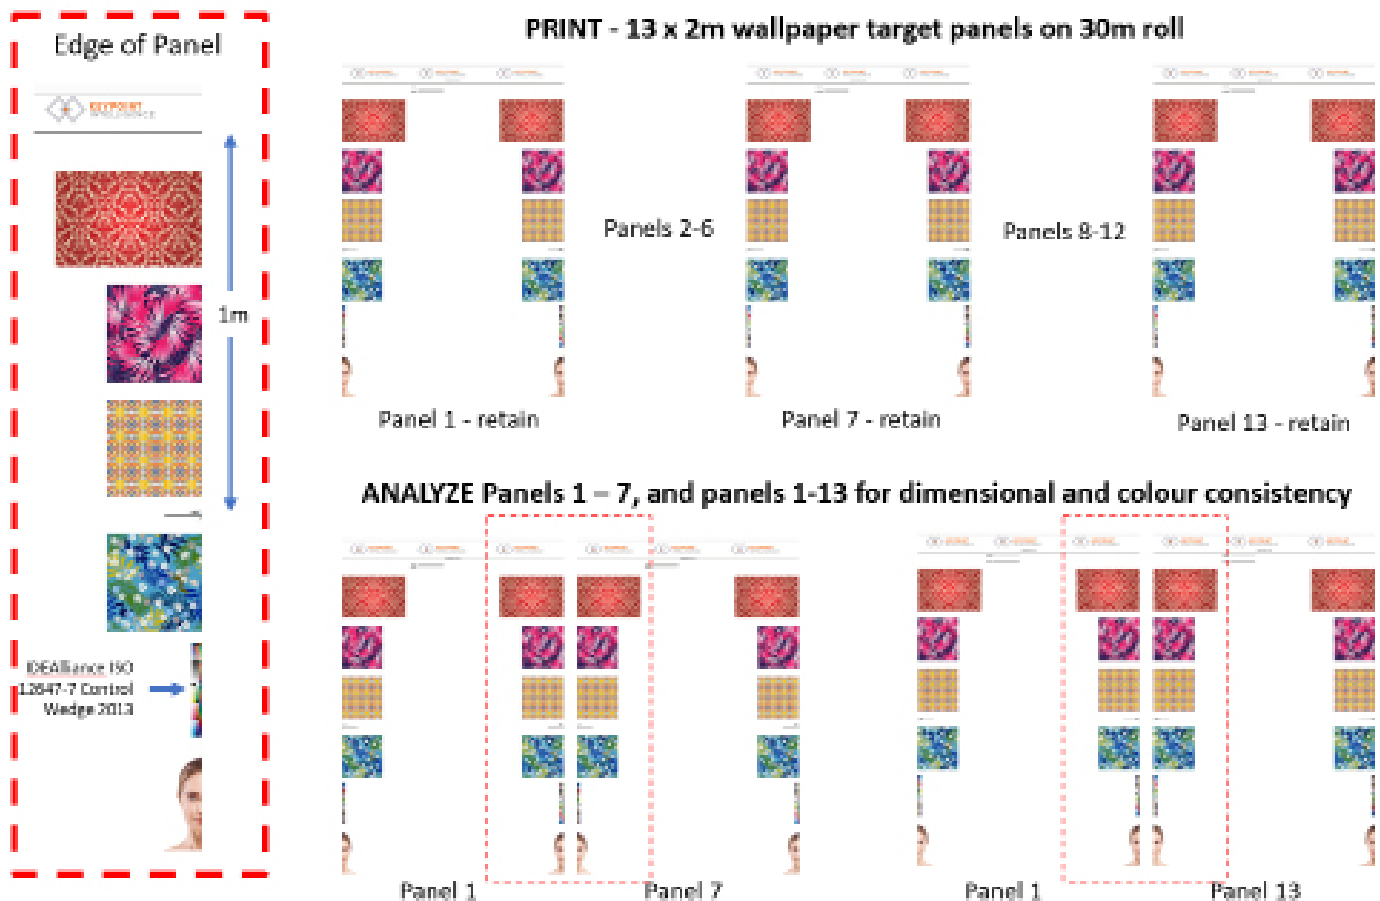 Edge of Panel
KEYPOINT
INTELLIGENCE
1m
IDEAlliance ISO
12647-7 Control
Wedge 2013
PRINT - 13 x 2m wallpaper target panels on 30m roll
Panels 2-6
Panels 8-12
Panel 1 - retain
Panel 7 - retain
Panel 13 - retain
ANALYZE Panels 1 – 7, and panels 1-13 for dimensional and colour consistency
Panel 1
Panel 7
Panel 1
Panel 13